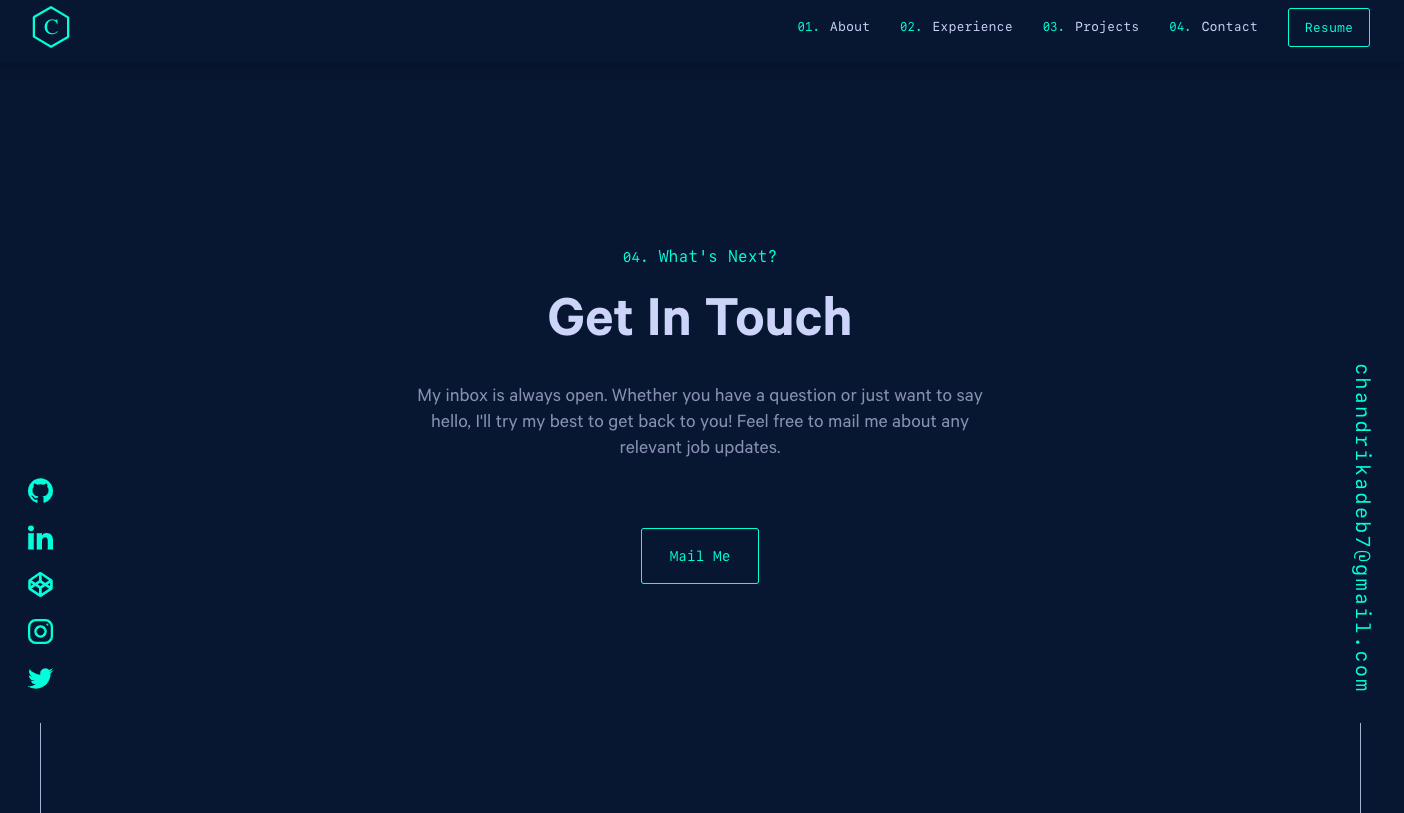 C
01. About 02. Experience 03. Projects 04. Contact Resume
04. What's Next?
Get In Touch
My inbox is always open. Whether you have a question or just want to say
hello, I'll try my best to get back to you! Feel free to mail me about any
relevant job updates.
Mail Me
in
chandrikadeb7@gmail.com